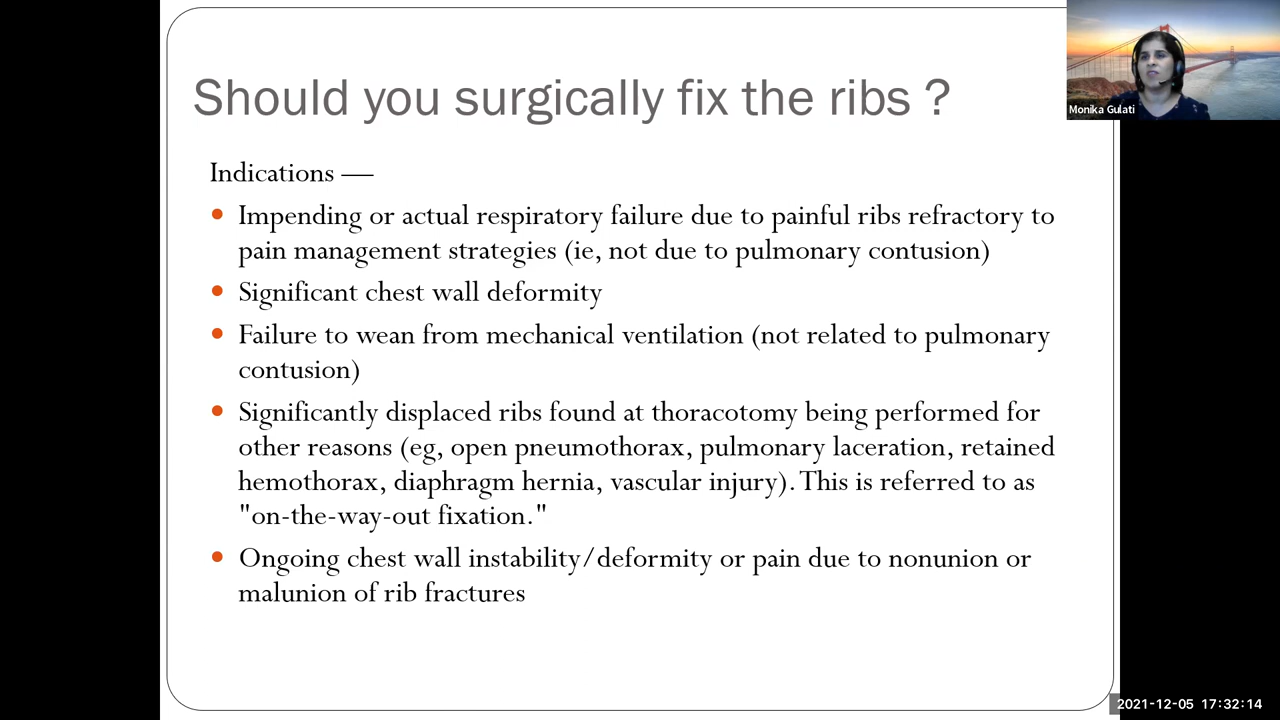 Should you surgically fix the ribs ?
Monika Gulati
Indications —
Impending or actual respiratory failure due to painful ribs refractory to
pain management strategies (ie, not due to pulmonary contusion)
Significant chest wall deformity
Failure to wean from mechanical ventilation (not related to pulmonary
contusion)
Significantly displaced ribs found at thoracotomy being performed for
other reasons (eg, open pneumothorax, pulmonary laceration, retained
hemothorax, diaphragm hernia, vascular injury). This is referred to as
"on-the-way-out fixation."
Ongoing chest wall instability/deformity or pain due to nonunion or
malunion of rib fractures
2021-12-05 17:32:14